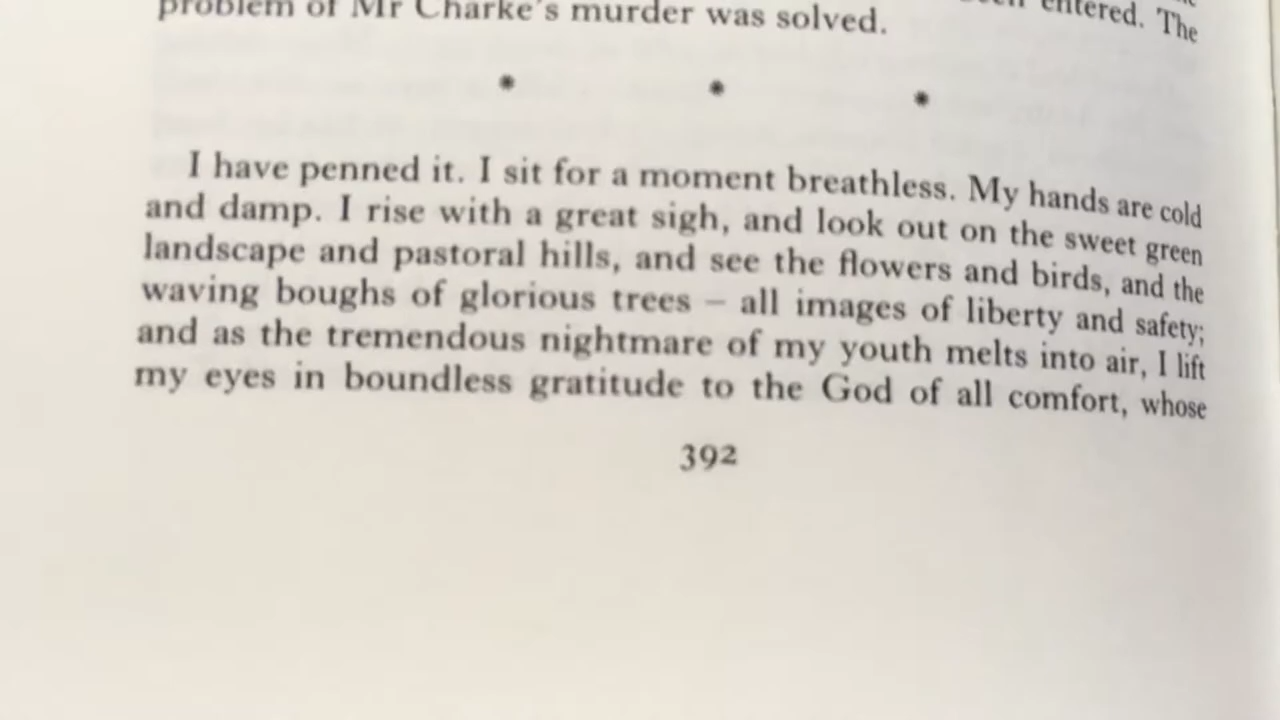 entered. The
problem of Mr Charke's murder was solved.
* * *
I have penned it. I sit for a moment breathless. My hands are cold
and damp. I rise with a great sigh, and look out on the sweet green
landscape and pastoral hills, and see the flowers and birds, and the
waving boughs of glorious trees – all images of liberty and safety;
and as the tremendous nightmare of my youth melts into air, I lift
my eyes in boundless gratitude to the God of all comfort, whose
392